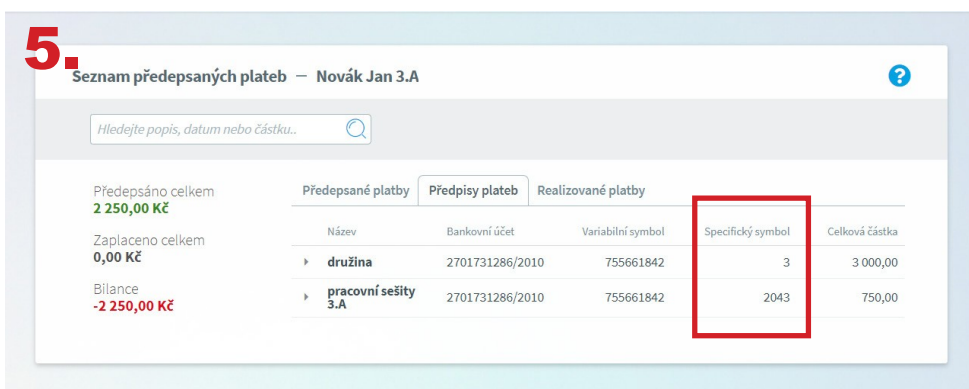 5.
Seznam předepsaných plateb — Novák Jan 3.A
?
Hledejte popis, datum nebo částku..
Předepsáno celkem
2 250,00 Kč
Zaplaceno celkem
0,00 Kč
Bilance
-2 250,00 Kč
Předepsané platby Předpisy plateb Realizované platby
Název Bankovní účet Variabilní symbol Specifický symbol Celková částka
družina 2701731286/2010 755661842 3 3 000,00
pracovní sešity
3.A 2701731286/2010 755661842 2043 750,00